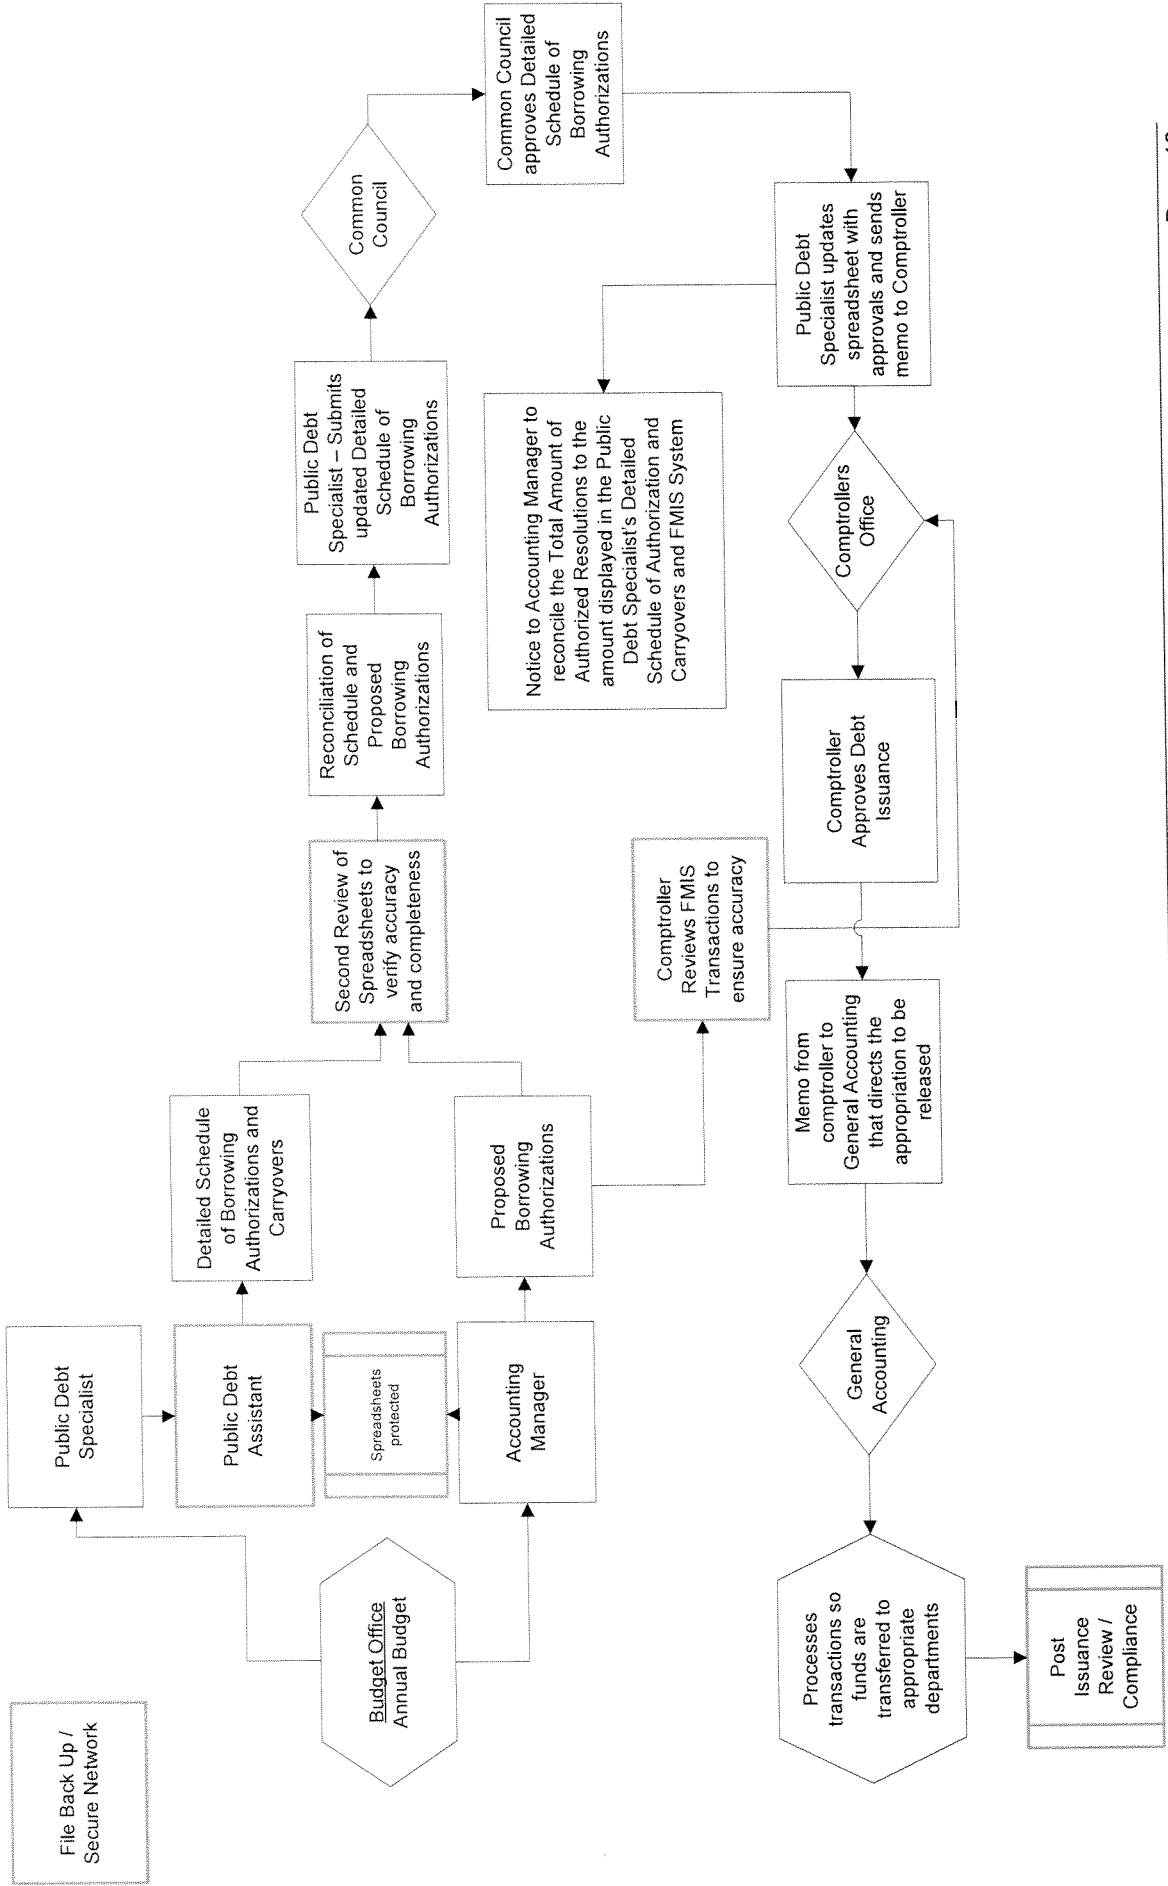 File Back Up /
Secure Network
Budget Office
Annual Budget
Public Debt
Specialist
Public Debt
Assistant
Spreadsheets
protected
Accounting
Manager
Detailed Schedule
of Borrowing
Authorizations and
Carryovers
Proposed
Borrowing
Authorizations
Second Review of
Spreadsheets to
verify accuracy
and completeness
Reconciliation of
Schedule and
Proposed
Borrowing
Authorizations
Public Debt
Specialist – Submits
updated Detailed
Schedule of
Borrowing
Authorizations
Common
Council
Common Council
approves Detailed
Schedule of
Borrowing
Authorizations
Public Debt
Specialist updates
spreadsheet with
approvals and sends
memo to Comptroller
Notice to Accounting Manager to
reconcile the Total Amount of
Authorized Resolutions to the
amount displayed in the Public
Debt Specialist's Detailed
Schedule of Authorization and
Carryovers and FMIS System
Comptroller
Reviews FMIS
Transactions to
ensure accuracy
Comptrollers
Office
Comptroller
Approves Debt
Issuance
Memo from
comptroller to
General Accounting
that directs the
appropriation to be
released
General
Accounting
Processes
transactions so
funds are
transferred to
appropriate
departments
Post
Issuance
Review /
Compliance